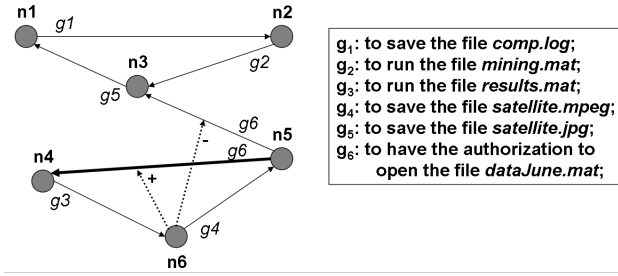 n1
g1
n2
n3
g2
g5
g6
n5
-
g6
n4
+
g3
g4
n6
g1: to save the file comp.log;
g2: to run the file mining.mat;
g3: to run the file results.mat;
g4: to save the file satellite.mpeg;
g5: to save the file satellite.jpg;
g6: to have the authorization to
open the file dataJune.mat;